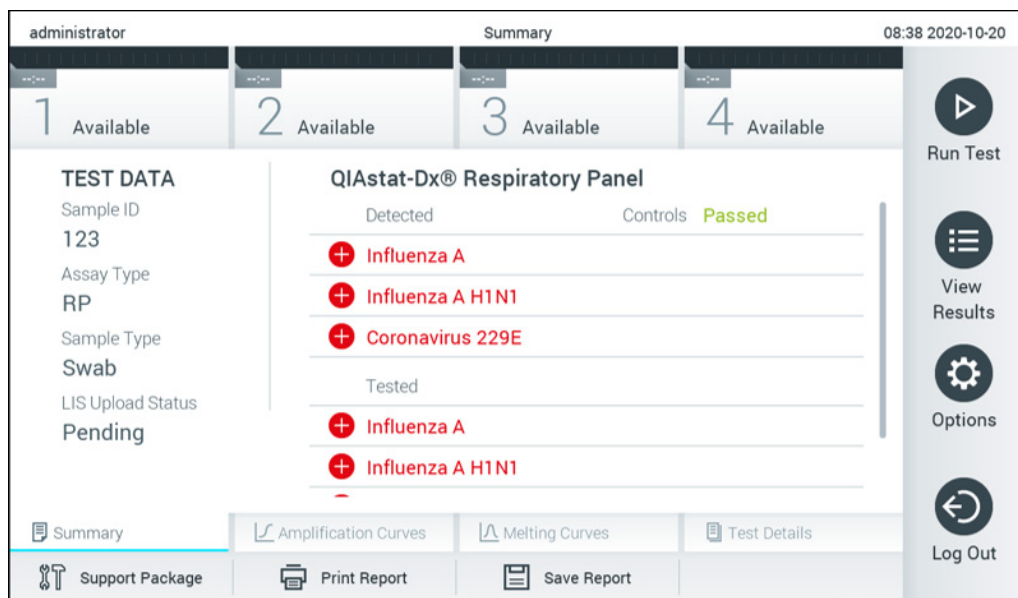 administrator
Summary
08:38 2020-10-20
--:--
--:--
--:--
--:--
1 Available
2 Available
3 Available
4 Available
Run Test
View
Results
Options
Log Out
TEST DATA
Sample ID
123
Assay Type
RP
Sample Type
Swab
LIS Upload Status
Pending
QIAstat-Dx® Respiratory Panel
Detected
Controls Passed
Influenza A
Influenza A H1N1
Coronavirus 229E
Tested
Influenza A
Influenza A H1N1
Summary
Amplification Curves
Melting Curves
Test Details
Support Package
Print Report
Save Report